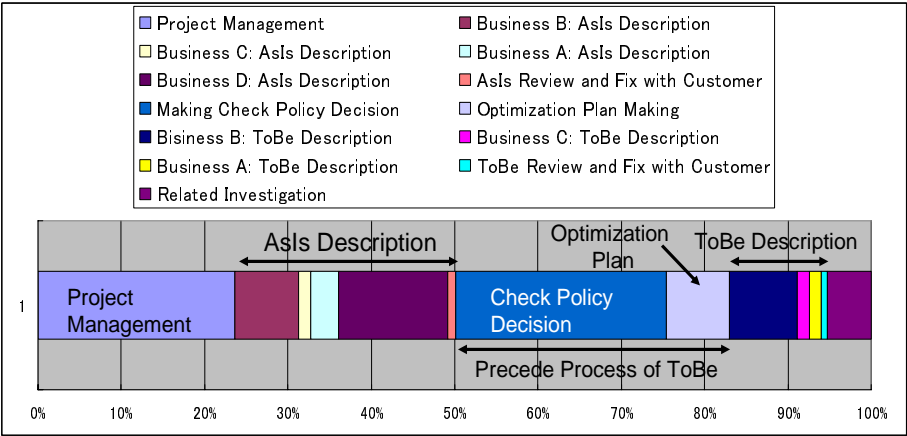 Project Management
Business B: AsIs Description
Business C: AsIs Description
Business A: AsIs Description
Business D: AsIs Description
AsIs Review and Fix with Customer
Making Check Policy Decision
Optimization Plan Making
Bisiness B: ToBe Description
Business C: ToBe Description
Business A: ToBe Description
ToBe Review and Fix with Customer
Related Investigation
AsIs Description
Optimization
Plan
ToBe Description
1
Project
Management
Check Policy
Decision
Precede Process of ToBe
0% 10% 20% 30% 40% 50% 60% 70% 80% 90% 100%